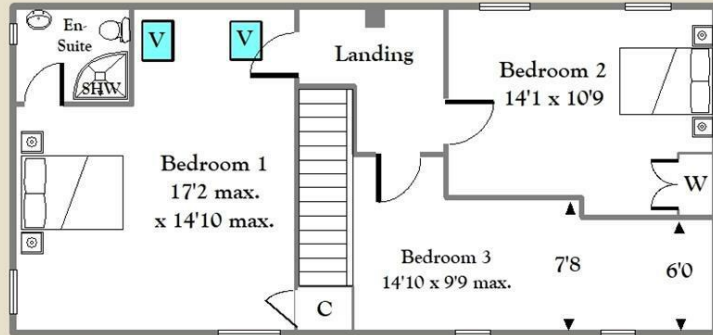 En-
Suite
SHW
V
V
Landing
Bedroom 2
14'1 x 10'9
Bedroom 1
17'2 max.
x 14'10 max.
W
Bedroom 3
14'10 x 9'9 max.
7'8
6'0
C